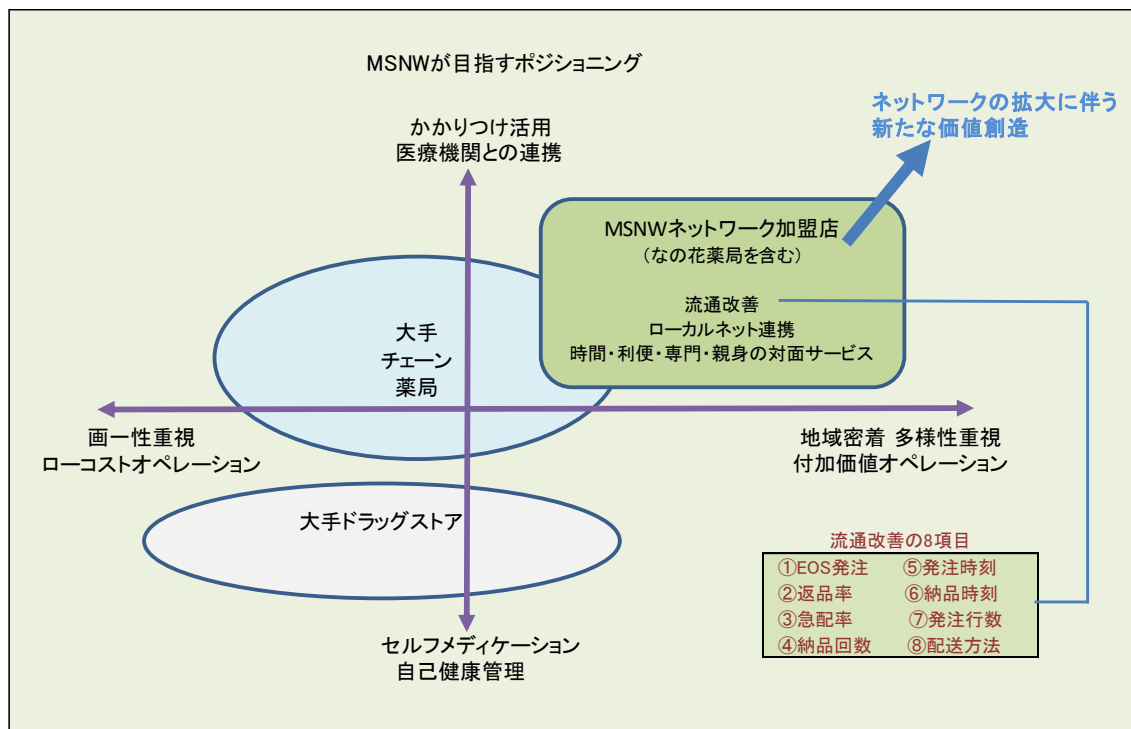 MSNWが目指すポジショニング
ネットワークの拡大に伴う
新たな価値創造
かかりつけ活用
医療機関との連携
MSNWネットワーク加盟店
（なの花薬局を含む）
流通改善
ローカルネット連携
時間・利便・専門・親身の対面サービス
大手
チェーン
薬局
画一性重視
ローコストオペレーション
地域密着 多様性重視
付加価値オペレーション
大手ドラッグストア
セルフメディケーション
自己健康管理
流通改善の8項目
①EOS発注 ⑤発注時刻
②返品率 ⑥納品時刻
③急配率 ⑦発注行数
④納品回数 ⑧配送方法